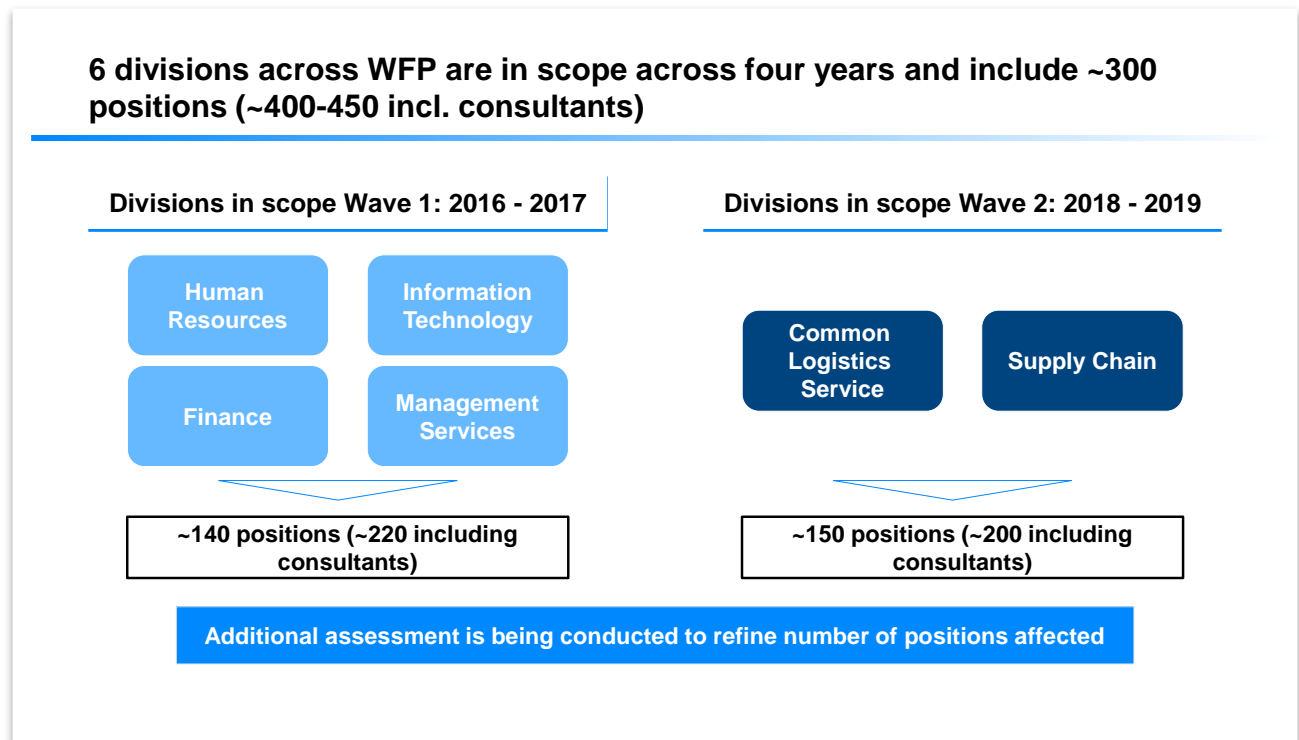 6 divisions across WFP are in scope across four years and include ~300
positions (~400-450 incl. consultants)
Divisions in scope Wave 1: 2016 - 2017
Human
Resources
Information
Technology
Finance
Management
Services
~140 positions (~220 including
consultants)
Divisions in scope Wave 2: 2018 - 2019
Common
Logistics
Service
Supply Chain
~150 positions (~200 including
consultants)
Additional assessment is being conducted to refine number of positions affected